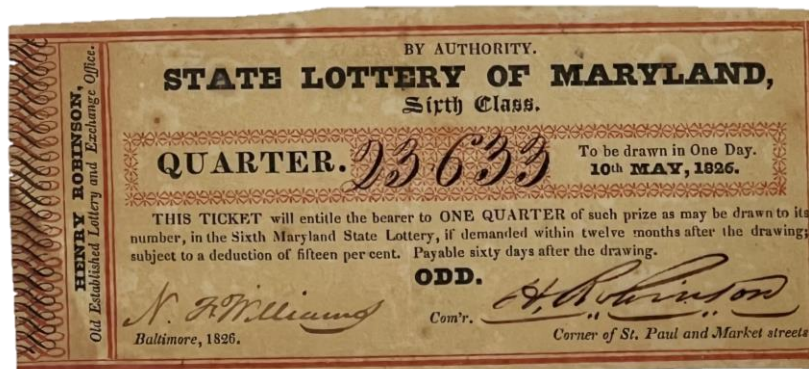 HENRY ROBINSON,
Old Established Lottery and Exchange Office.
BY AUTHORITY.
STATE LOTTERY OF MARYLAND,
Sixth Class.
QUARTER. 23633
To be drawn in One Day.
10th MAY, 1826.
THIS TICKET will entitle the bearer to ONE QUARTER of such prize as may be drawn to its
number, in the Sixth Maryland State Lottery, if demanded within twelve months after the drawing;
subject to a deduction of fifteen per cent. Payable sixty days after the drawing.
ODD.
N. F. Williams
Com'r.
H. Robinson
Baltimore, 1826.
Corner of St. Paul and Market streets